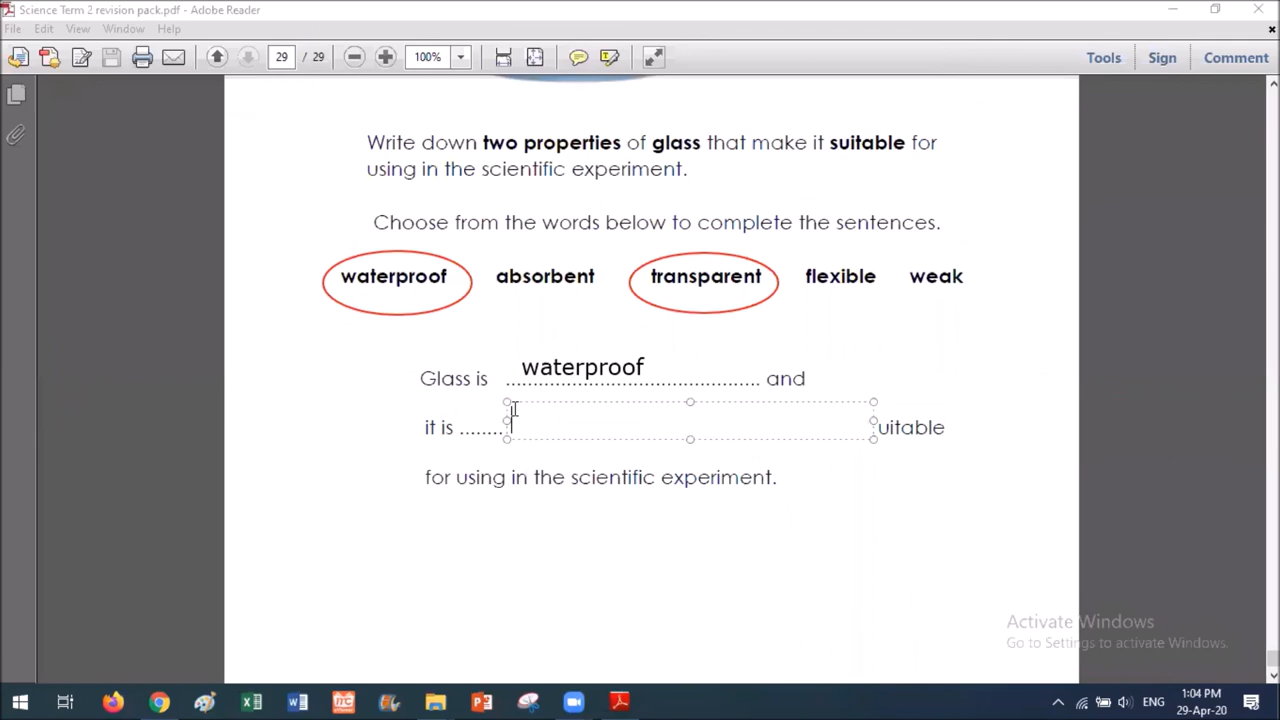 Science Term 2 revision pack.pdf - Adobe Reader
File Edit View Window Help
29 / 29 100% Tools Sign Comment
Write down two properties of glass that make it suitable for
using in the scientific experiment.
Choose from the words below to complete the sentences.
waterproof absorbent transparent flexible weak
waterproof
Glass is ................................................ and
it is ........ uitable
for using in the scientific experiment.
Activate Windows
Go to Settings to activate Windows.
ENG
1:04 PM
29-Apr-20